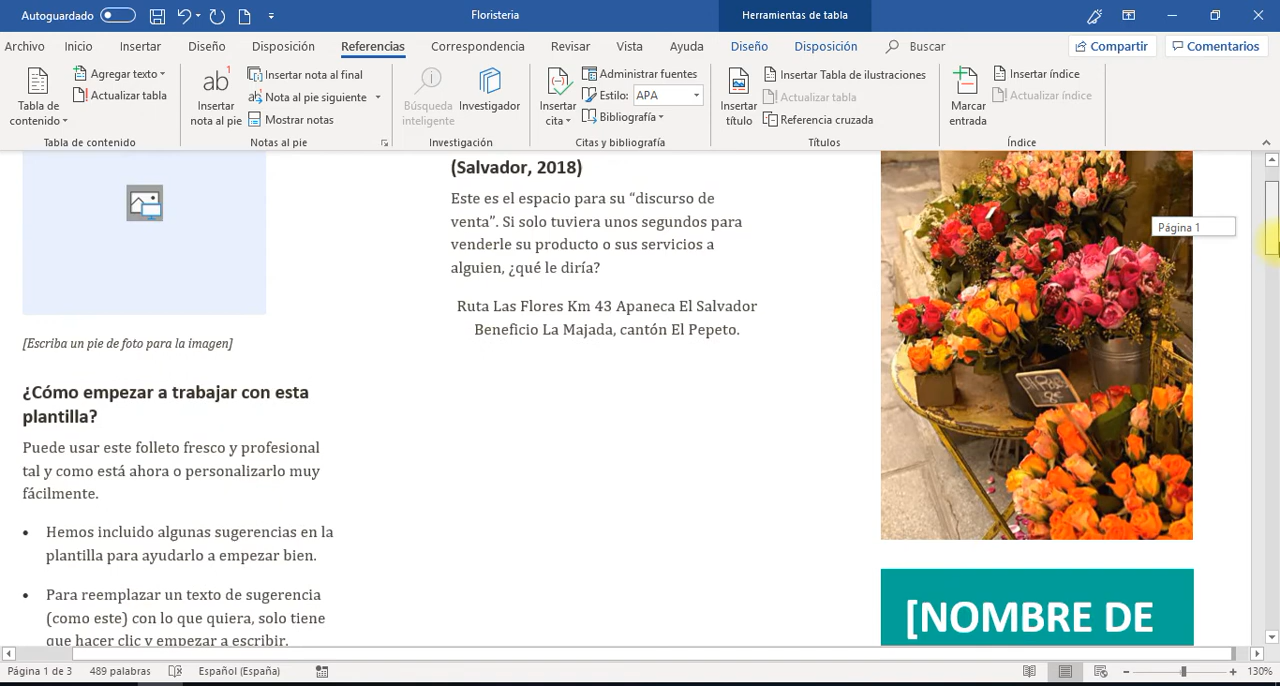 Autoguardado
Floristeria
Herramientas de tabla
Archivo Inicio Insertar Diseño Disposición Referencias Correspondencia Revisar Vista Ayuda Diseño Disposición Buscar Compartir Comentarios
Tabla de contenido
Agregar texto
Actualizar tabla
Tabla de contenido
ab
Insertar nota al pie
Insertar nota al final
Nota al pie siguiente
Mostrar notas
Notas al pie
Búsqueda inteligente
Investigador
Investigación
Insertar cita
Administrar fuentes
Estilo: APA
Bibliografía
Citas y bibliografía
Insertar título
Insertar Tabla de ilustraciones
Actualizar tabla
Referencia cruzada
Títulos
Marcar entrada
Insertar índice
Actualizar índice
Índice
[Escriba un pie de foto para la imagen]
¿Cómo empezar a trabajar con esta
plantilla?
Puede usar este folleto fresco y profesional
tal y como está ahora o personalizarlo muy
fácilmente.
• Hemos incluido algunas sugerencias en la
plantilla para ayudarlo a empezar bien.
• Para reemplazar un texto de sugerencia
(como este) con lo que quiera, solo tiene
que hacer clic y empezar a escribir.
(Salvador, 2018)
Este es el espacio para su “discurso de
venta”. Si solo tuviera unos segundos para
venderle su producto o sus servicios a
alguien, ¿qué le diría?
Ruta Las Flores Km 43 Apaneca El Salvador
Beneficio La Majada, cantón El Pepeto.
Página 1
[NOMBRE DE
Página 1 de 3 489 palabras Español (España) 130%